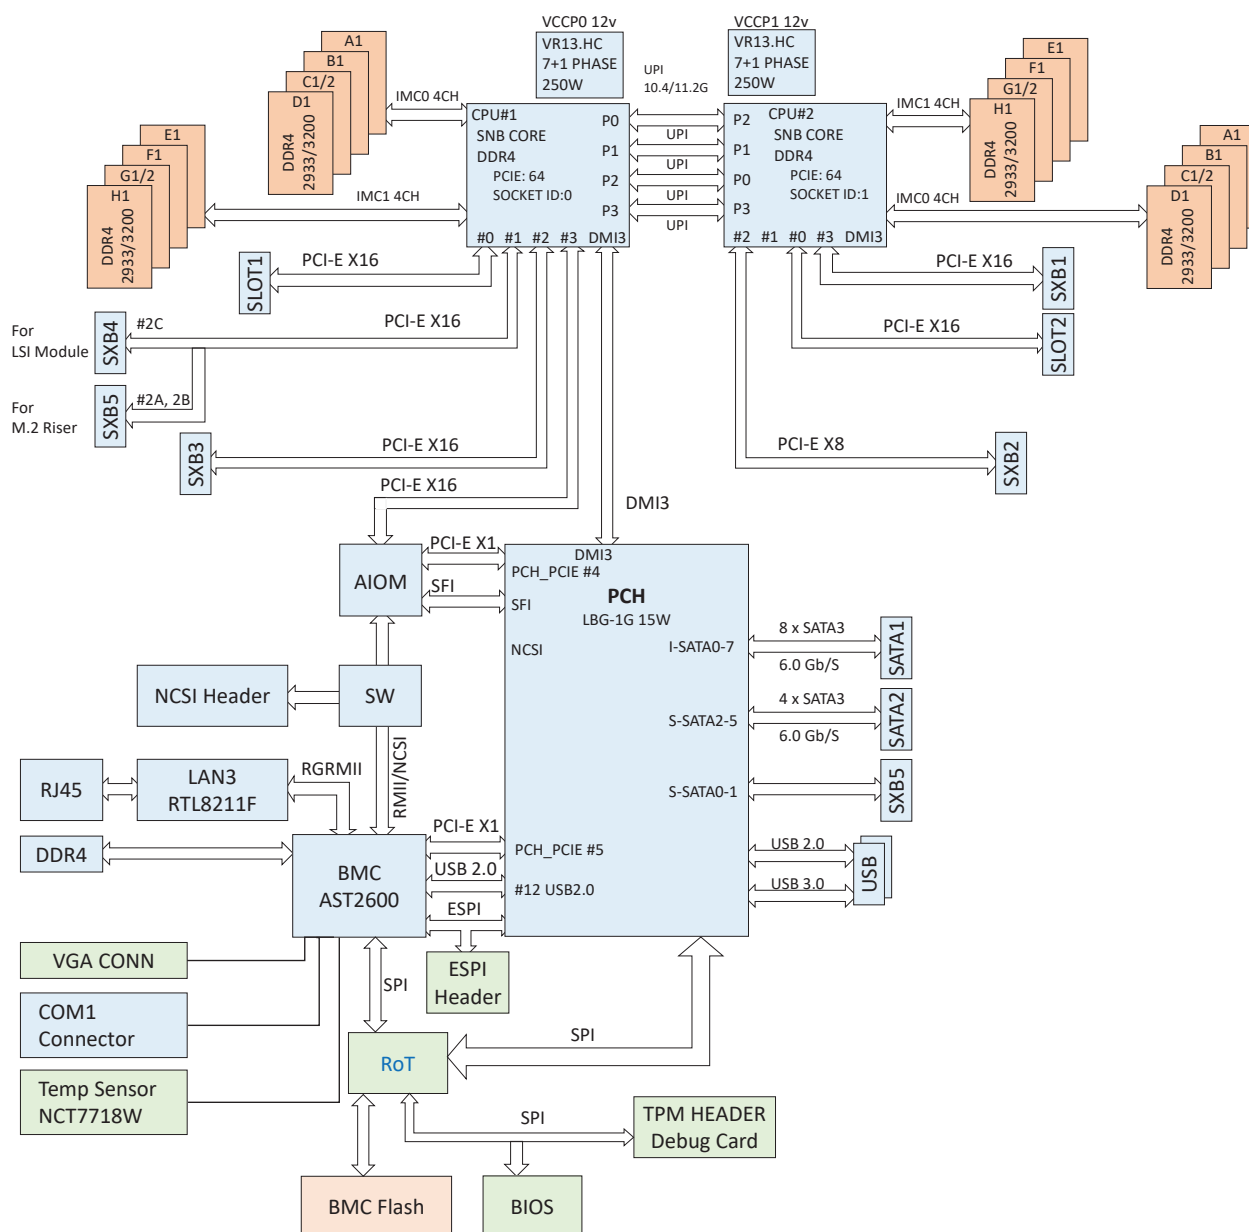 VCCP0 12v
VR13.HC
7+1 PHASE
250W
VCCP1 12v
VR13.HC
7+1 PHASE
250W
A1
B1
C1/2
D1
DDR4
2933/3200
IMC0 4CH
E1
F1
G1/2
H1
DDR4
2933/3200
IMC1 4CH
CPU#1
SNB CORE
DDR4
PCIE: 64
SOCKET ID:0
P0
P1
P2
P3
#0 #1 #2 #3 DMI3
UPI
10.4/11.2G
UPI
UPI
UPI
UPI
CPU#2
SNB CORE
DDR4
PCIE: 64
SOCKET ID:1
P2
P1
P0
P3
#2 #1 #0 #3 DMI3
IMC1 4CH
E1
F1
G1/2
H1
DDR4
2933/3200
IMC0 4CH
A1
B1
C1/2
D1
DDR4
2933/3200
SLOT1
PCI-E X16
For
LSI Module
SXB4
#2C
PCI-E X16
For
M.2 Riser
SXB5
#2A, 2B
SXB3
PCI-E X16
PCI-E X16
DMI3
PCI-E X16
SXB1
PCI-E X16
SLOT2
PCI-E X8
SXB2
AIOM
PCI-E X1
SFI
DMI3
PCH_PCIE #4
PCH
LBG-1G 15W
SFI
NCSI
I-SATA0-7
8 x SATA3
6.0 Gb/S
SATA1
S-SATA2-5
4 x SATA3
6.0 Gb/S
SATA2
S-SATA0-1
SXB5
USB 2.0
USB 3.0
USB
PCH_PCIE #5
#12 USB2.0
NCSI Header
SW
RMII/NCSI
RJ45
LAN3
RTL8211F
RGRMII
DDR4
BMC
AST2600
PCI-E X1
USB 2.0
ESPI
ESPI
Header
VGA CONN
COM1
Connector
Temp Sensor
NCT7718W
SPI
RoT
SPI
SPI
TPM HEADER
Debug Card
BMC Flash
BIOS